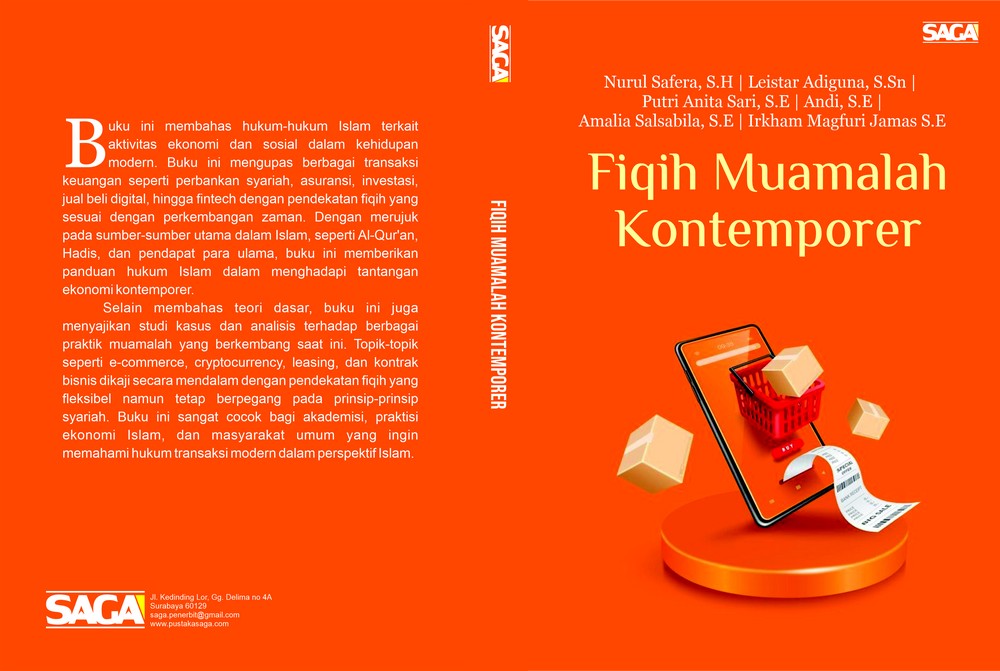 Buku ini membahas hukum-hukum Islam terkait
aktivitas ekonomi dan sosial dalam kehidupan
modern. Buku ini mengupas berbagai transaksi
keuangan seperti perbankan syariah, asuransi, investasi,
jual beli digital, hingga fintech dengan pendekatan fiqih yang
sesuai dengan perkembangan zaman. Dengan merujuk
pada sumber-sumber utama dalam Islam, seperti Al-Qur'an,
Hadis, dan pendapat para ulama, buku ini memberikan
panduan hukum Islam dalam menghadapi tantangan
ekonomi kontemporer.
Selain membahas teori dasar, buku ini juga
menyajikan studi kasus dan analisis terhadap berbagai
praktik muamalah yang berkembang saat ini. Topik-topik
seperti e-commerce, cryptocurrency, leasing, dan kontrak
bisnis dikaji secara mendalam dengan pendekatan fiqih yang
fleksibel namun tetap berpegang pada prinsip-prinsip
syariah. Buku ini sangat cocok bagi akademisi, praktisi
ekonomi Islam, dan masyarakat umum yang ingin
memahami hukum transaksi modern dalam perspektif Islam.
SAGA
Jl. Kedinding Lor, Gg. Delima no 4A
Surabaya 60129
saga.penerbit@gmail.com
www.pustakasaga.com
SAGA
FIQIH MUAMALAH KONTEMPORER
SAGA
Nurul Safera, S.H | Leistar Adiguna, S.Sn |
Putri Anita Sari, S.E | Andi, S.E |
Amalia Salsabila, S.E | Irkham Magfuri Jamas S.E
Fiqih Muamalah
Kontemporer
BUY
SPECIAL
OFFER